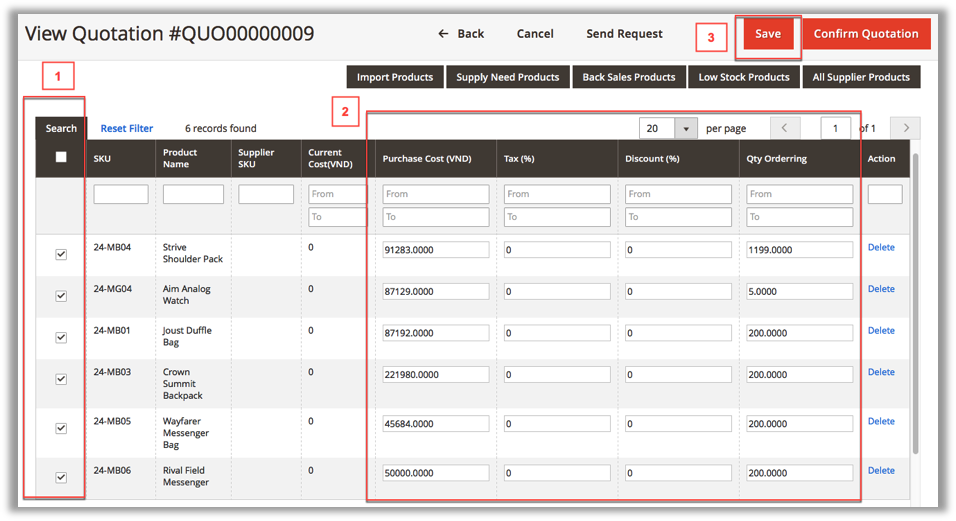 View Quotation #QUO00000009
← Back Cancel Send Request 3 Save Confirm Quotation
1
Import Products Supply Need Products Back Sales Products Low Stock Products All Supplier Products
2
Search Reset Filter 6 records found 20 per page 1 of 1
SKU Product Name Supplier SKU Current Cost(VND) Purchase Cost (VND) Tax (%) Discount (%) Qty Orderring Action
From From From From From
To To To To To
24-MB04 Strive Shoulder Pack 0 91283.0000 0 0 1199.0000 Delete
24-MG04 Aim Analog Watch 0 87129.0000 0 0 5.0000 Delete
24-MB01 Joust Duffle Bag 0 87192.0000 0 0 200.0000 Delete
24-MB03 Crown Summit Backpack 0 221980.0000 0 0 200.0000 Delete
24-MB05 Wayfarer Messenger Bag 0 45684.0000 0 0 200.0000 Delete
24-MB06 Rival Field Messenger 0 50000.0000 0 0 200.0000 Delete